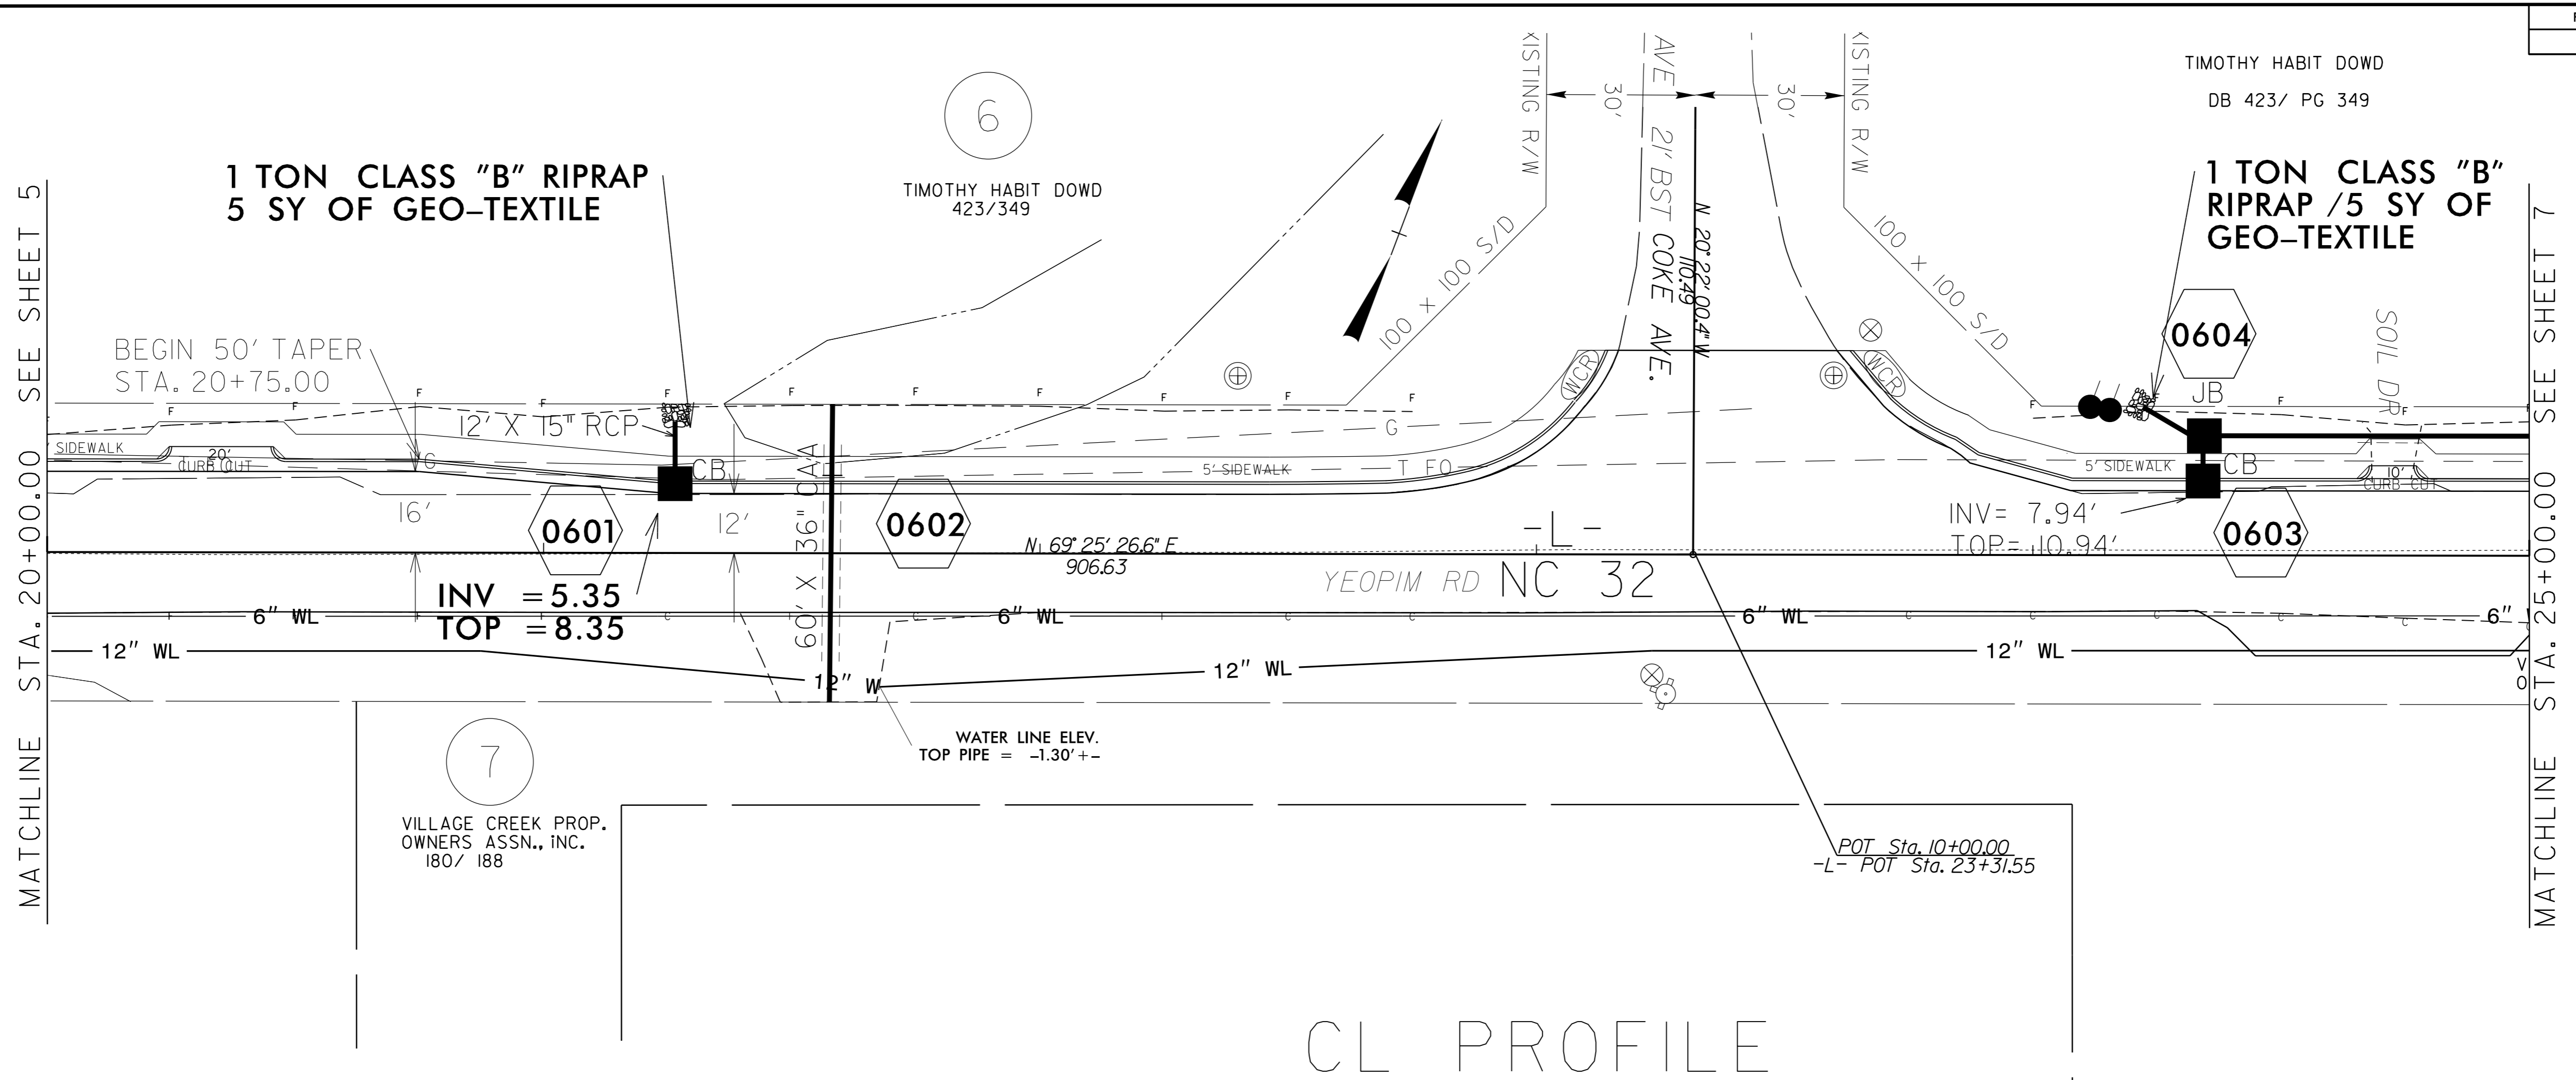 TIMOTHY HABIT DOWD
DB 423/ PG 349
6
TIMOTHY HABIT DOWD
423/349
1 TON CLASS "B" RIPRAP
5 SY OF GEO-TEXTILE
1 TON CLASS "B"
RIPRAP /5 SY OF
GEO-TEXTILE
XISTING R/W
30'
30'
XISTING R/W
AVE
21' BST
COKE AVE.
N 20° 22' 00.4" W
110.49
100 X 100 S/D
100 X 100 S/D
MATCHLINE STA. 20+00.00 SEE SHEET 5
MATCHLINE STA. 25+00.00 SEE SHEET 7
BEGIN 50' TAPER
STA. 20+75.00
0604
JB
SOIL DR
F F F F F F F F F F F F F F F
12' X 15" RCP
WCR
WCR
G
SIDEWALK
20'
CURB CUT
G
CB
5' SIDEWALK
T FO
5' SIDEWALK
CB
10'
CURB CUT
16'
12'
0601
60' X 36" CAA
0602
-L-
INV= 7.94'
TOP= 10.94'
0603
N 69° 25' 26.6" E
906.63
YEOPIM RD
NC 32
INV =5.35
TOP =8.35
6" WL
6" WL
6" WL
6"
C C C C C C C C
12" WL
12" W
12" WL
12" WL
V
O
WATER LINE ELEV.
TOP PIPE = -1.30'+-
7
VILLAGE CREEK PROP.
OWNERS ASSN., INC.
180/ 188
POT Sta. 10+00.00
-L- POT Sta. 23+31.55
CL PROFILE